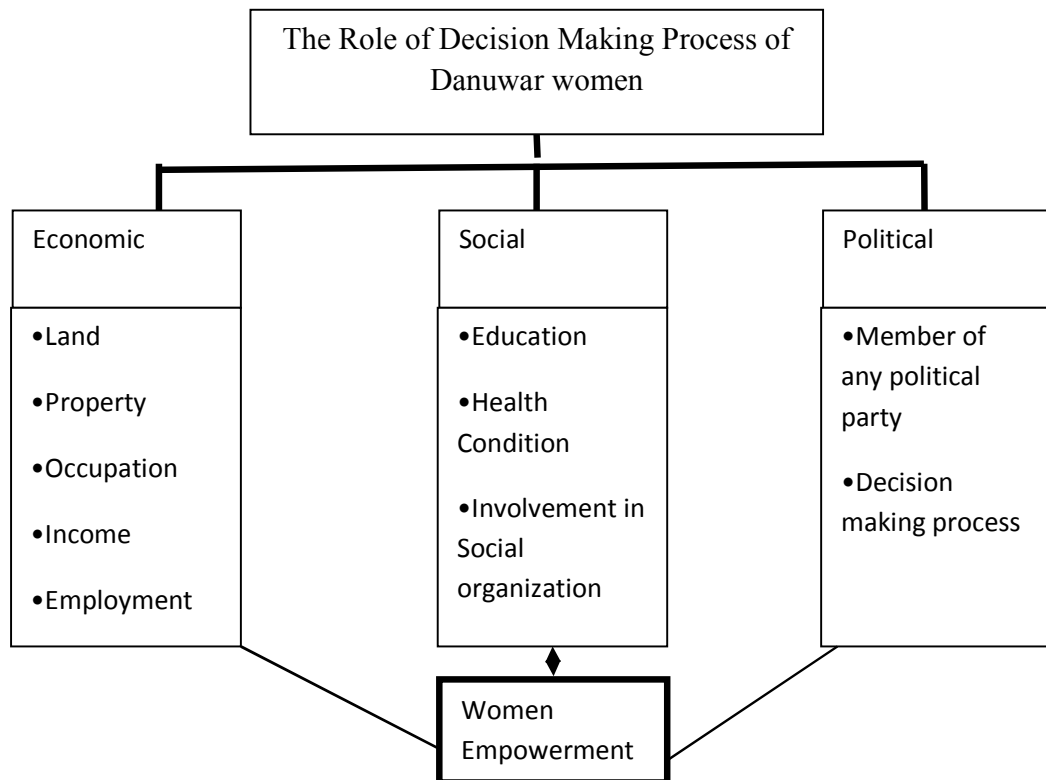 The Role of Decision Making Process of
Danuwar women
Economic
•Land
•Property
•Occupation
•Income
•Employment
Social
•Education
•Health
Condition
•Involvement in
Social
organization
Political
•Member of
any political
party
•Decision
making process
Women
Empowerment